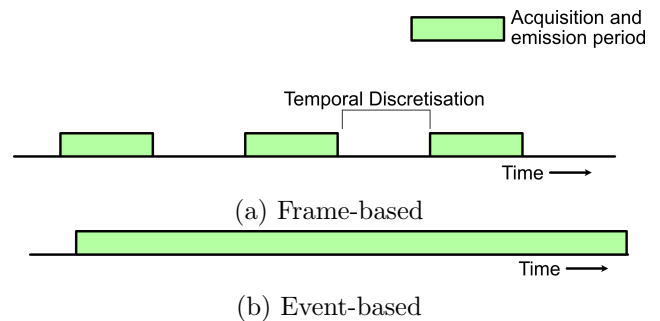 Acquisition and
emission period
Temporal Discretisation
Time
(a) Frame-based
Time
(b) Event-based